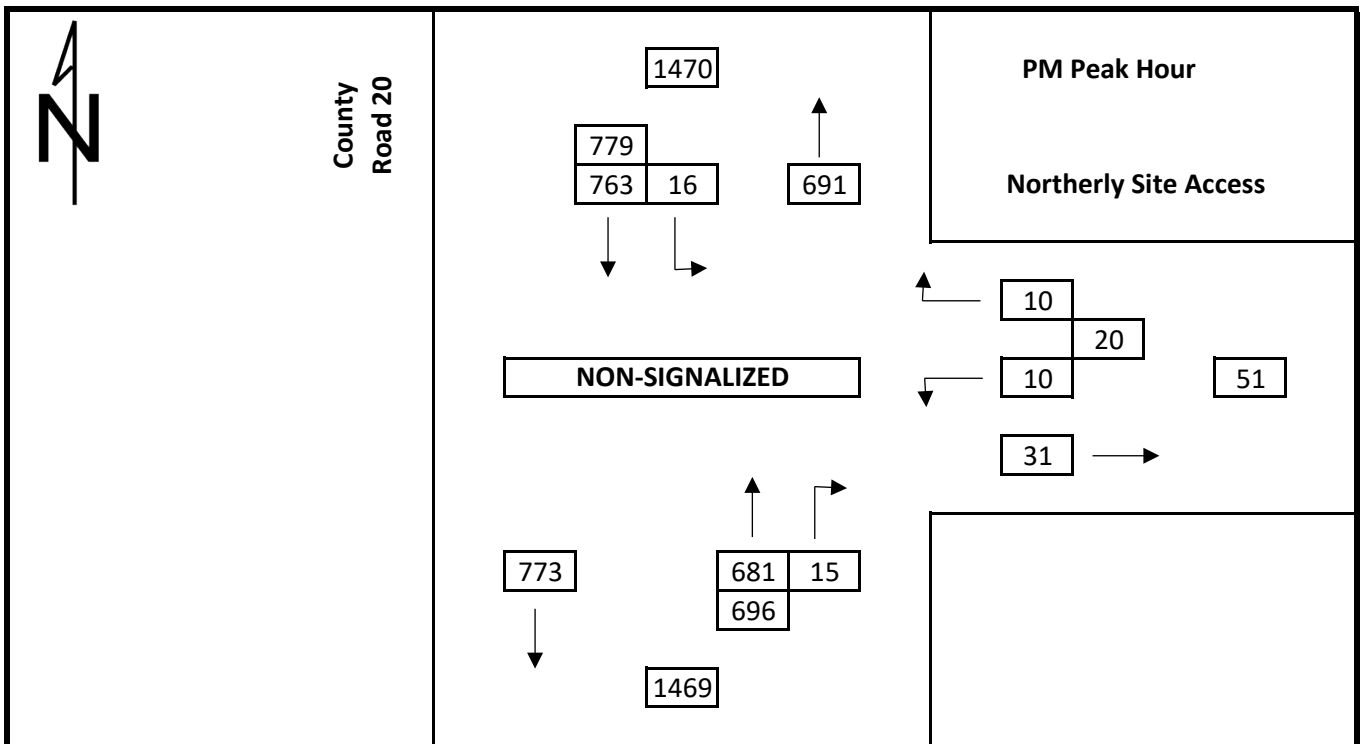 N
County
Road 20
1470
PM Peak Hour
779
763 16 691
Northerly Site Access
10
20
NON-SIGNALIZED
10 51
31
773 681 15
696
1469